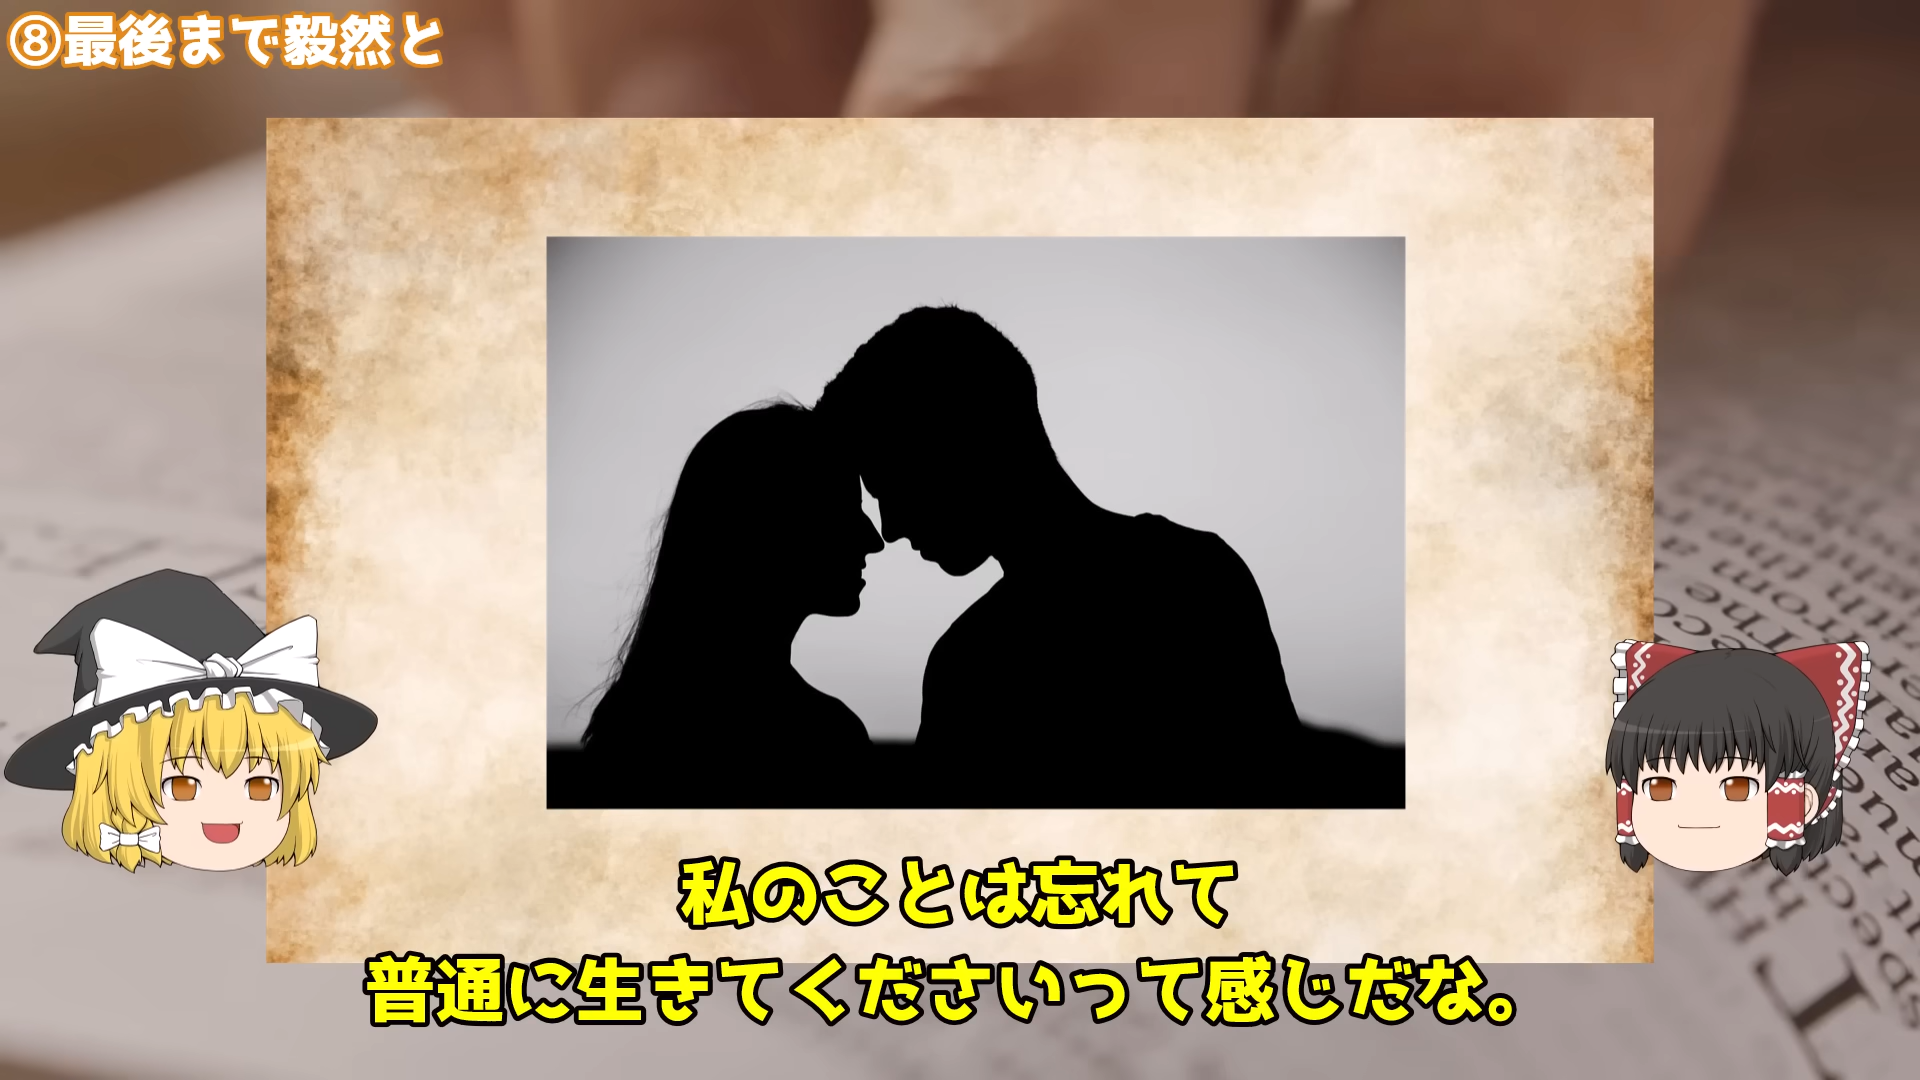 ⑧最後まで毅然と
私のことは忘れて
普通に生きてくださいって感じだな。